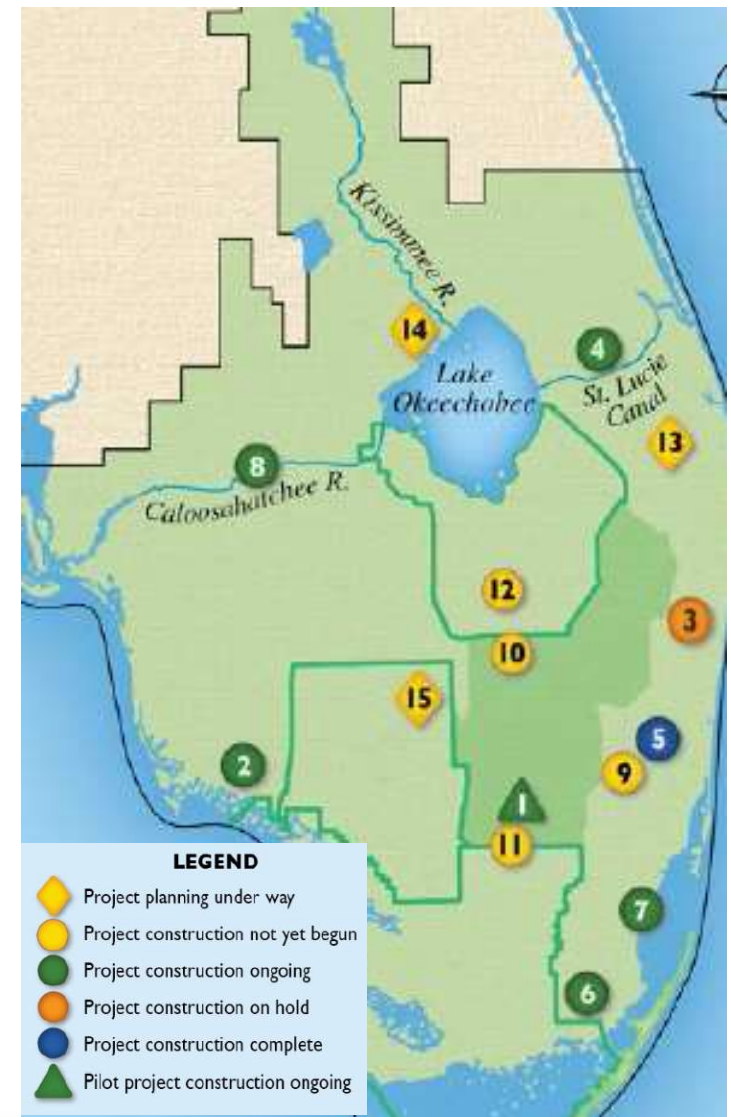 Kissimmee R.
14
4
Lake
Okeechobee
St. Lucie
Canal
13
8
Caloosahatchee R.
12
3
10
15
5
2
9
1
11
7
6
LEGEND
Project planning under way
Project construction not yet begun
Project construction ongoing
Project construction on hold
Project construction complete
Pilot project construction ongoing